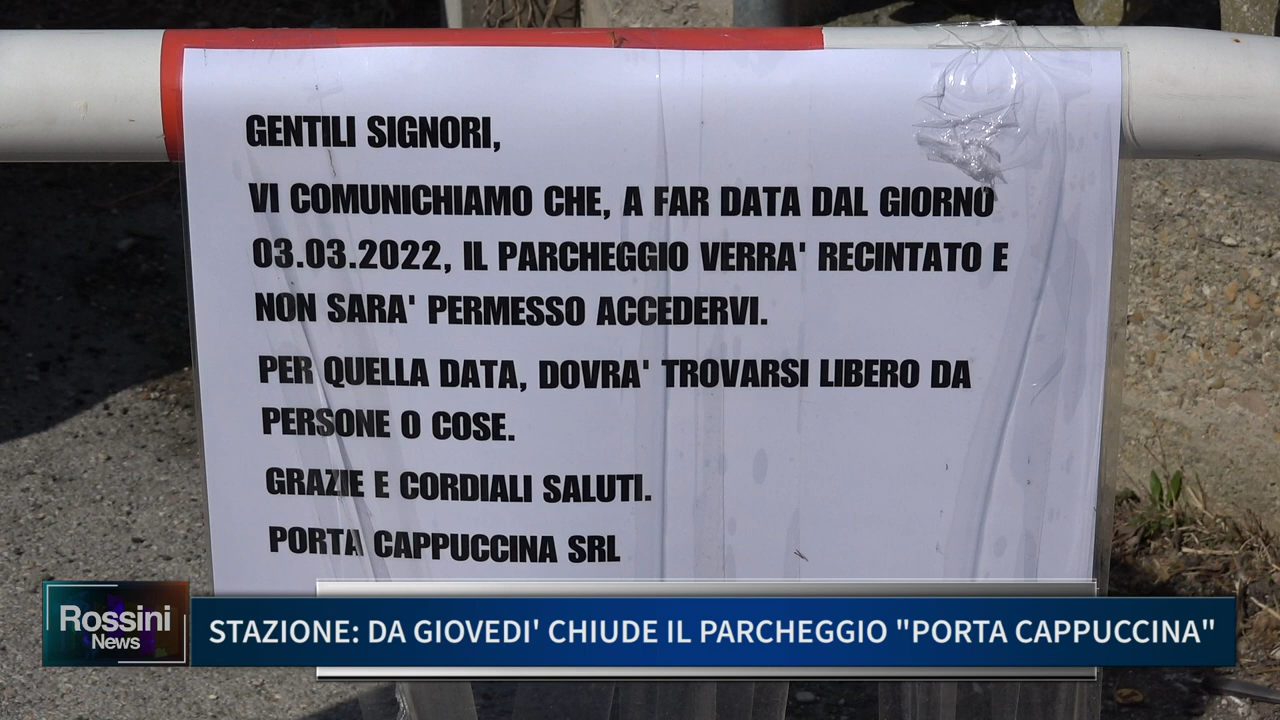 GENTILI SIGNORI,
VI COMUNICHIAMO CHE, A FAR DATA DAL GIORNO
03.03.2022, IL PARCHEGGIO VERRA' RECINTATO E
NON SARA' PERMESSO ACCEDERVI.
PER QUELLA DATA, DOVRA' TROVARSI LIBERO DA
PERSONE O COSE.
GRAZIE E CORDIALI SALUTI.
PORTA CAPPUCCINA SRL
Rossini
News
STAZIONE: DA GIOVEDI' CHIUDE IL PARCHEGGIO "PORTA CAPPUCCINA"